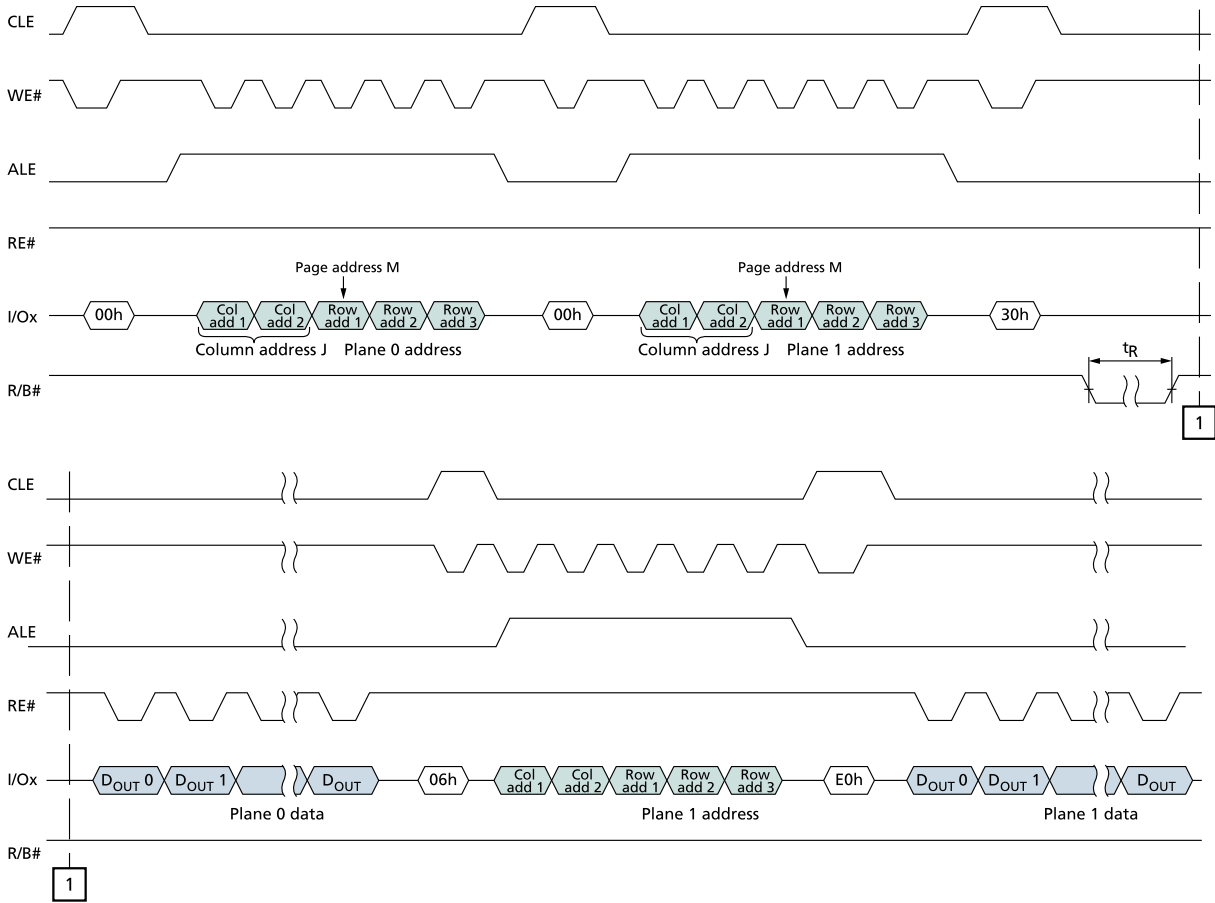 CLE
WE#
ALE
RE#
Page address M
Page address M
I/Ox
00h
Col add 1
Col add 2
Row add 1
Row add 2
Row add 3
00h
Col add 1
Col add 2
Row add 1
Row add 2
Row add 3
30h
Column address J
Plane 0 address
Column address J
Plane 1 address
tR
R/B#
1
CLE
WE#
ALE
RE#
I/Ox
DOUT 0
DOUT 1
DOUT
06h
Col add 1
Col add 2
Row add 1
Row add 2
Row add 3
E0h
DOUT 0
DOUT 1
DOUT
Plane 0 data
Plane 1 address
Plane 1 data
R/B#
1